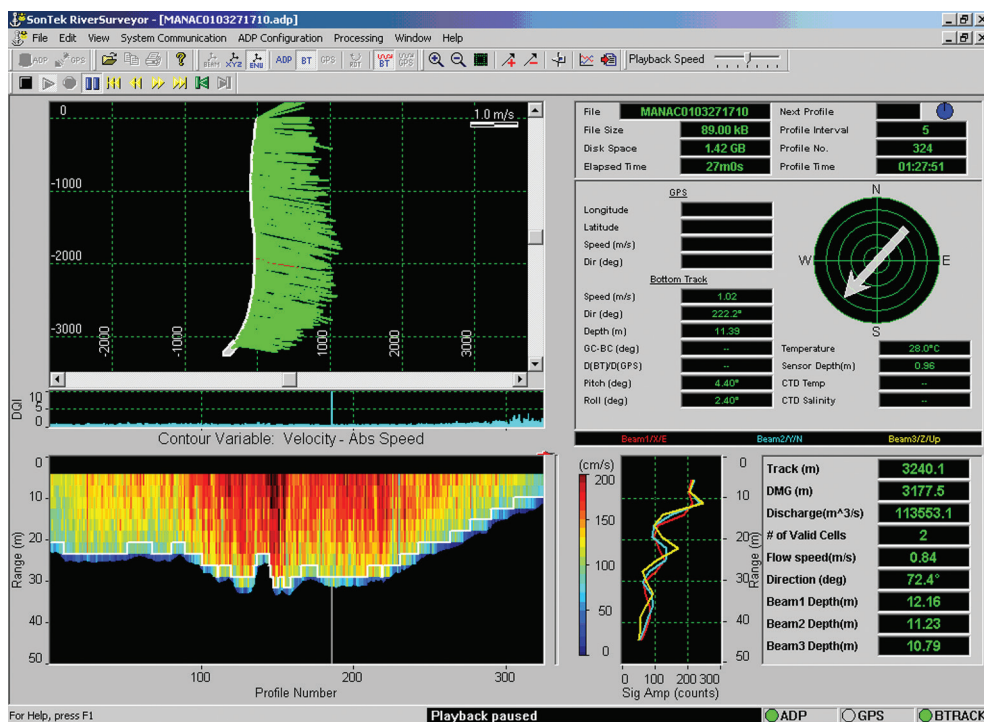 SonTek RiverSurveyor - [MANAC0103271710.adp]
File Edit View System Communication ADP Configuration Processing Window Help
ADP GPS XYZ ENU ADP BT GPS BT GPS Playback Speed
0
-1000
-2000
-3000
-2000 -1000 1000 2000 3000
1.0 m/s
File MANAC0103271710 Next Profile
File Size 89.00 kB Profile Interval 5
Disk Space 1.42 GB Profile No. 324
Elapsed Time 27m0s Profile Time 01:27:51
GPS
Longitude
Latitude
Speed (m/s)
Dir (deg)
N
W E
S
Bottom Track
Speed (m/s) 1.02
Dir (deg) 222.2°
Depth (m) 11.39
GC-BC (deg) -- Temperature 28.0°C
D(BT)/D(GPS) -- Sensor Depth(m) 0.96
Pitch (deg) 4.40° CTD Temp --
Roll (deg) 2.40° CTD Salinity --
DQI
10
5
0
100 200 300
Contour Variable: Velocity - Abs Speed
Beam1/X/E Beam2/Y/N Beam3/Z/Up
Range (m)
0
10
20
30
40
50
100 200 300
Profile Number
(cm/s)
200
150
100
50
0
0
10
20
30
40
50
Range (m)
0 100 200 300
Sig Amp (counts)
Track (m) 3240.1
DMG (m) 3177.5
Discharge(m^3/s) 113553.1
# of Valid Cells 2
Flow speed(m/s) 0.84
Direction (deg) 72.4°
Beam1 Depth(m) 12.16
Beam2 Depth(m) 11.23
Beam3 Depth(m) 10.79
For Help, press F1 Playback paused ADP GPS BTRACK